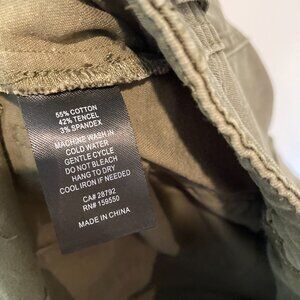 55% COTTON
42% TENCEL
3% SPANDEX
MACHINE WASH IN
COLD WATER
GENTLE CYCLE
DO NOT BLEACH
HANG TO DRY
COOL IRON IF NEEDED
CA# 28792
RN# 159550
MADE IN CHINA